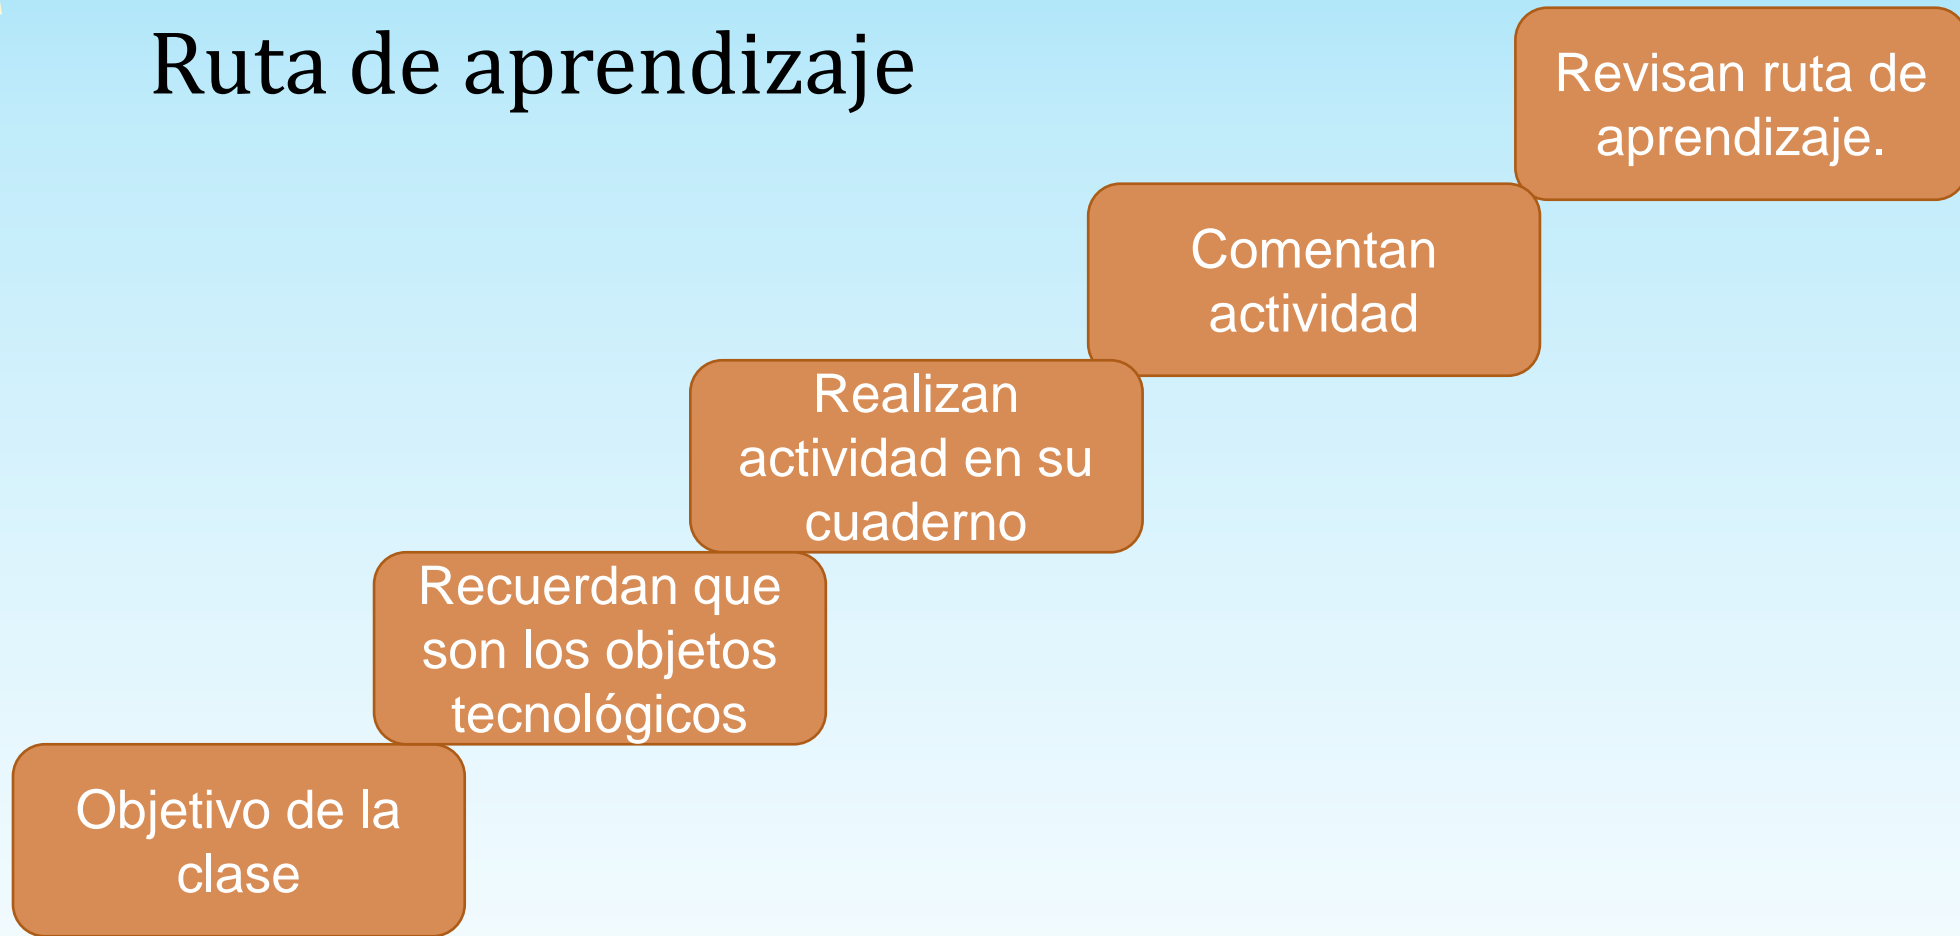 Ruta de aprendizaje
Revisan ruta de
aprendizaje.
Comentan
actividad
Realizan
actividad en su
cuaderno
Recuerdan que
son los objetos
tecnológicos
Objetivo de la
clase